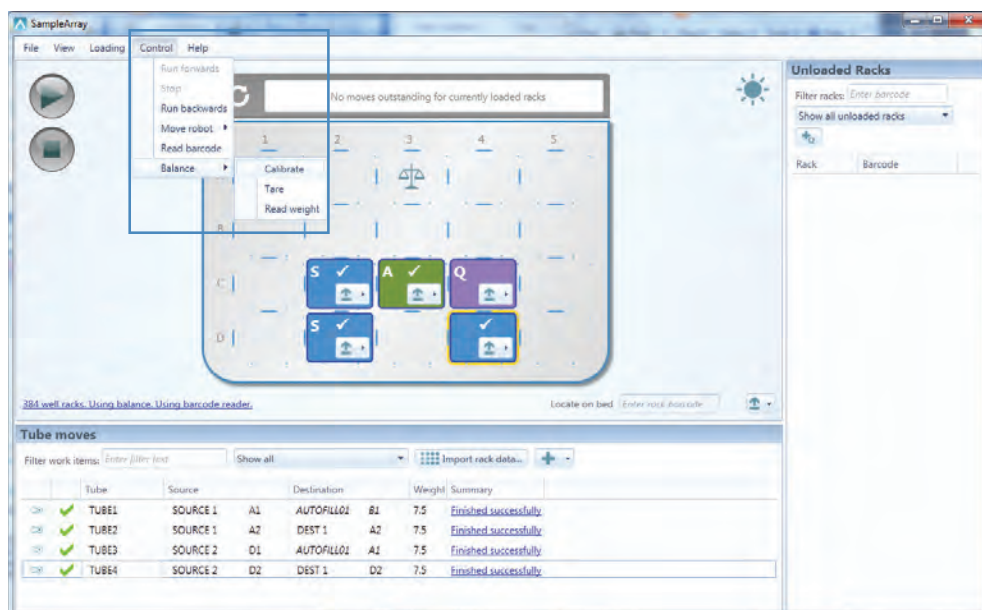 SampleArray
File View Loading Control Help
Run forwards
Stop
Run backwards
Move robot
Read barcode
Balance
Calibrate
Tare
Read weight
No moves outstanding for currently loaded racks
1 2 3 4 5
B
C
D
S A Q
S
384 well racks. Using balance. Using barcode reader.
Locate on bed Enter rack barcode
Unloaded Racks
Filter racks: Enter barcode
Show all unloaded racks
Rack Barcode
Tube moves
Filter work items: Enter filter text Show all Import rack data...
Tube Source Destination Weight Summary
TUBE1 SOURCE 1 A1 AUTOFILL01 B1 7.5 Finished successfully
TUBE2 SOURCE 1 A2 DEST 1 A2 7.5 Finished successfully
TUBE3 SOURCE 2 D1 AUTOFILL01 A1 7.5 Finished successfully
TUBE4 SOURCE 2 D2 DEST 1 D2 7.5 Finished successfully